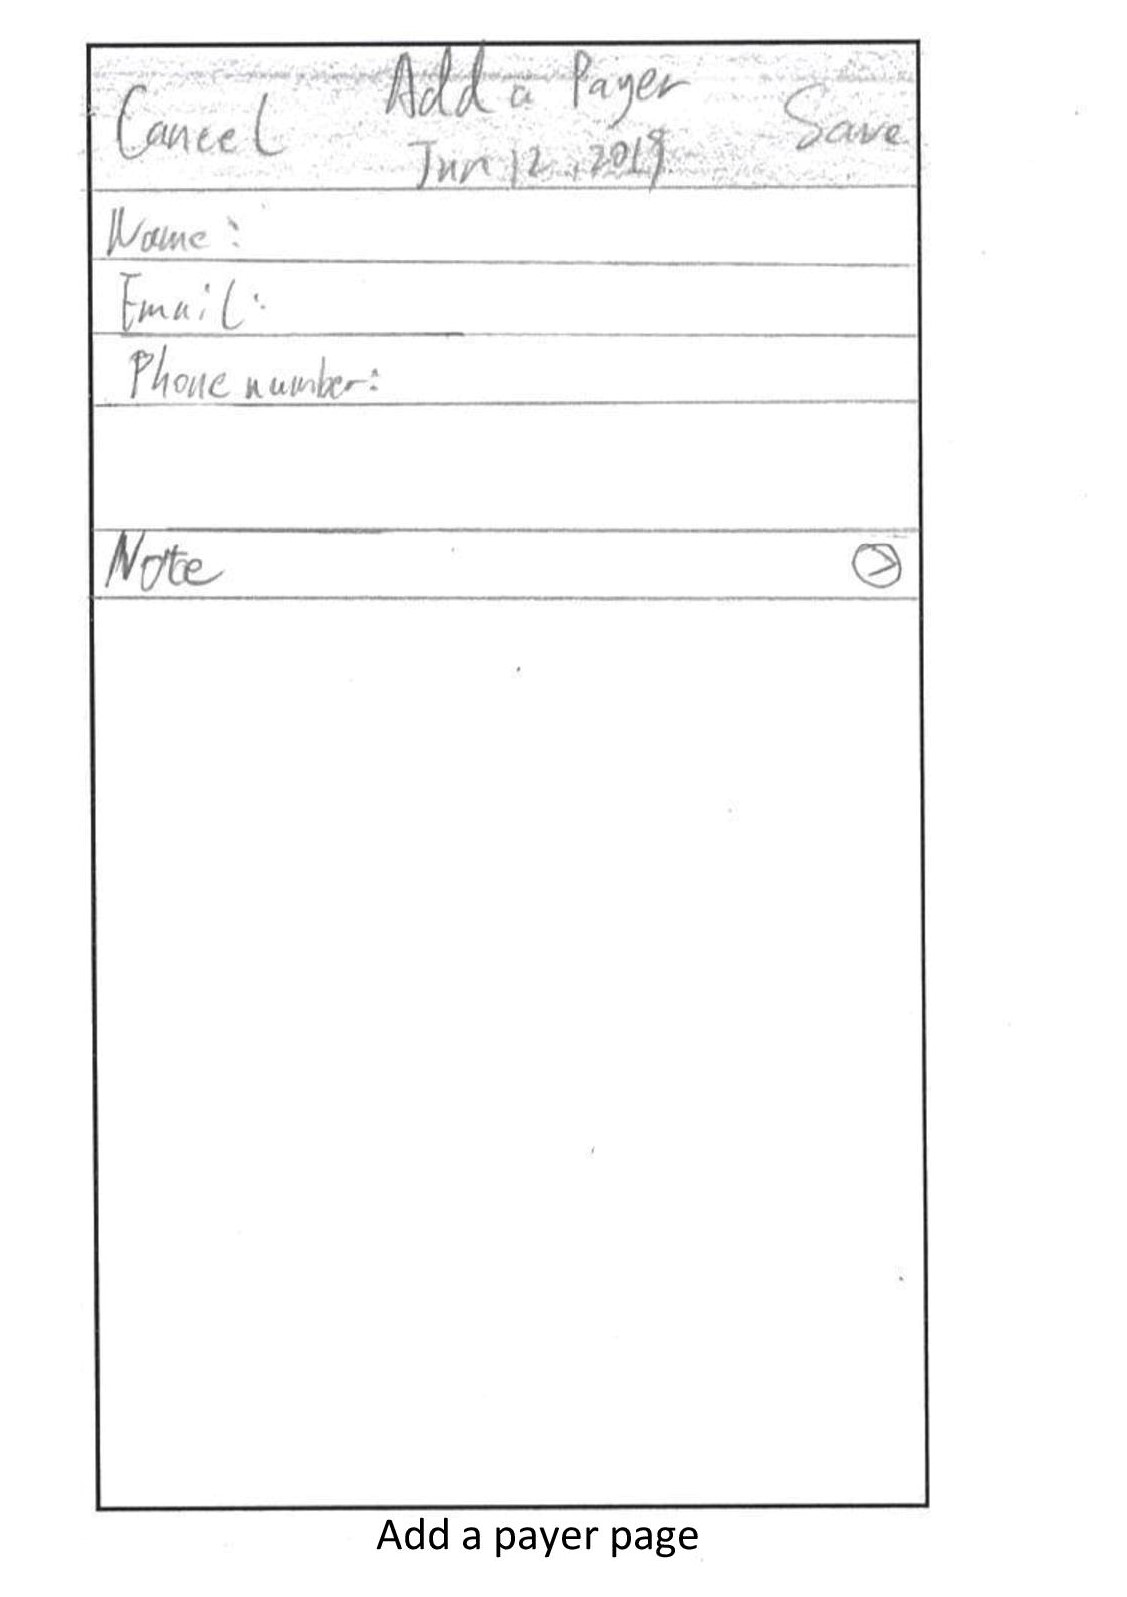 Cancel Add a Payer Save
Jun 12, 2019
Name:
Email:
Phone number:
Note
Add a payer page